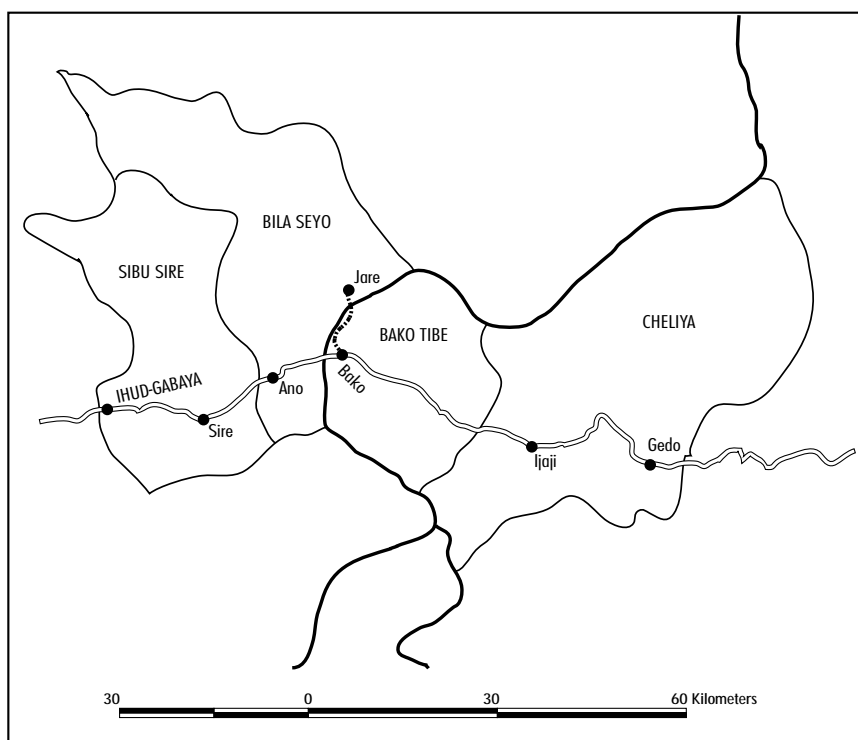 BILA SEYO
SIBU SIRE
Jare
BAKO TIBE
CHELIYA
IHUD-GABAYA
Ano
Bako
Sire
Ijaji
Gedo
30 0 30 60 Kilometers